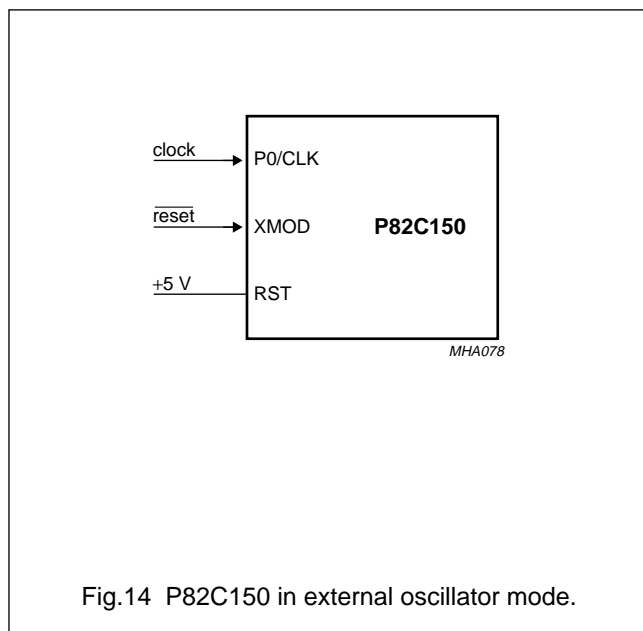 clock P0/CLK
reset XMOD P82C150
+5 V RST
MHA078
Fig.14 P82C150 in external oscillator mode.